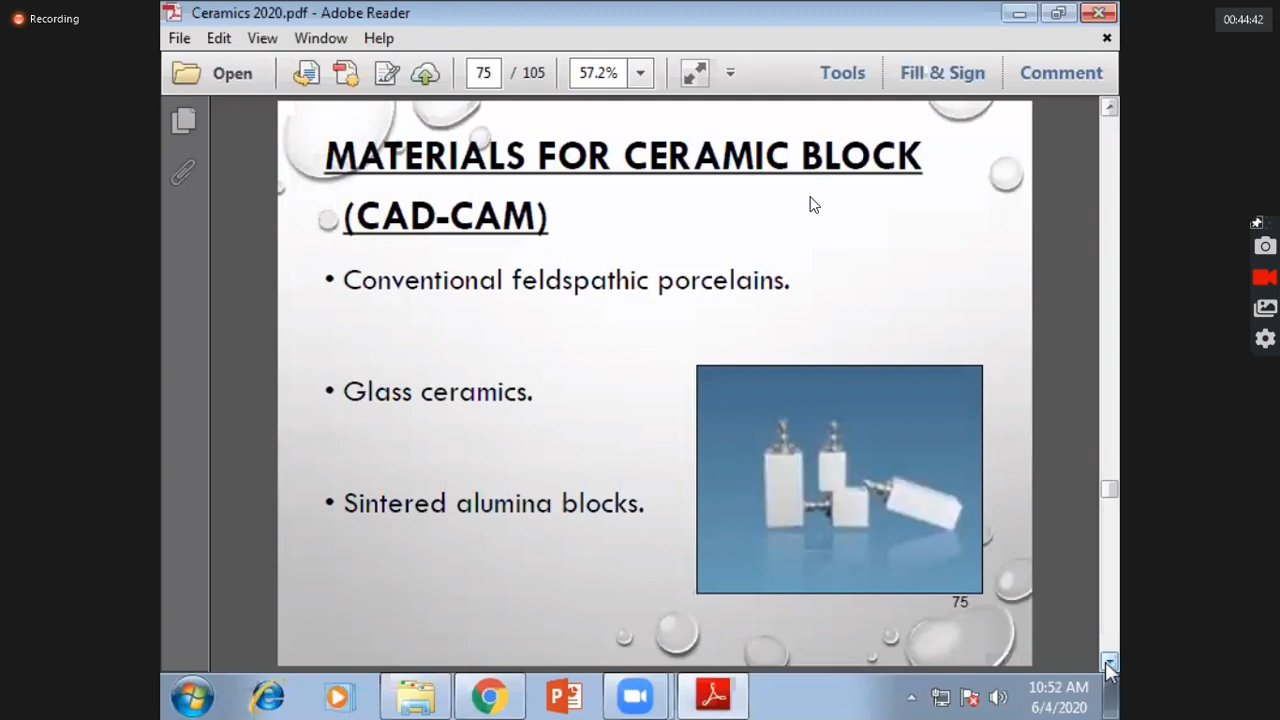 Recording
Ceramics 2020.pdf - Adobe Reader
00:44:42
File Edit View Window Help
Open 75 / 105 57.2% Tools Fill & Sign Comment
MATERIALS FOR CERAMIC BLOCK
(CAD-CAM)
• Conventional feldspathic porcelains.
• Glass ceramics.
• Sintered alumina blocks.
75
10:52 AM
6/4/2020